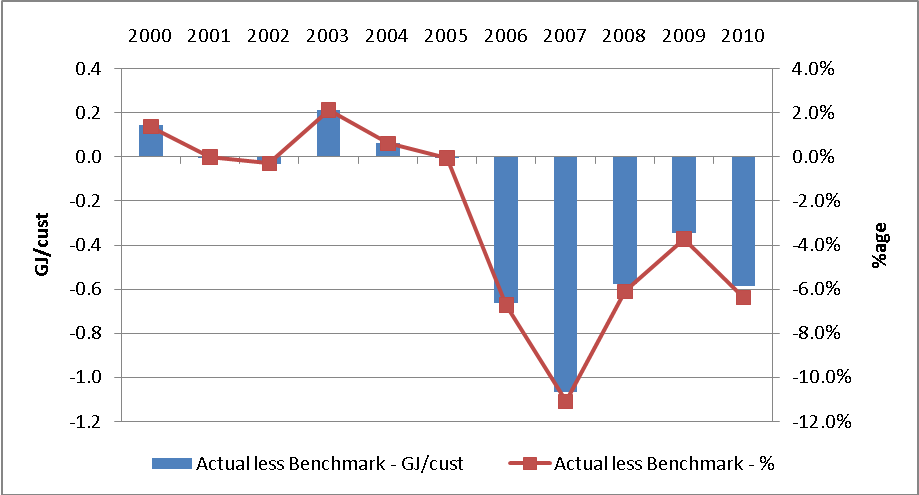 2000 2001 2002 2003 2004 2005 2006 2007 2008 2009 2010
0.4 4.0%
0.2 2.0%
0.0 0.0%
-0.2 -2.0%
-0.4 -4.0%
-0.6 -6.0%
-0.8 -8.0%
-1.0 -10.0%
-1.2 -12.0%
GJ/cust
%age
Actual less Benchmark - GJ/cust Actual less Benchmark - %